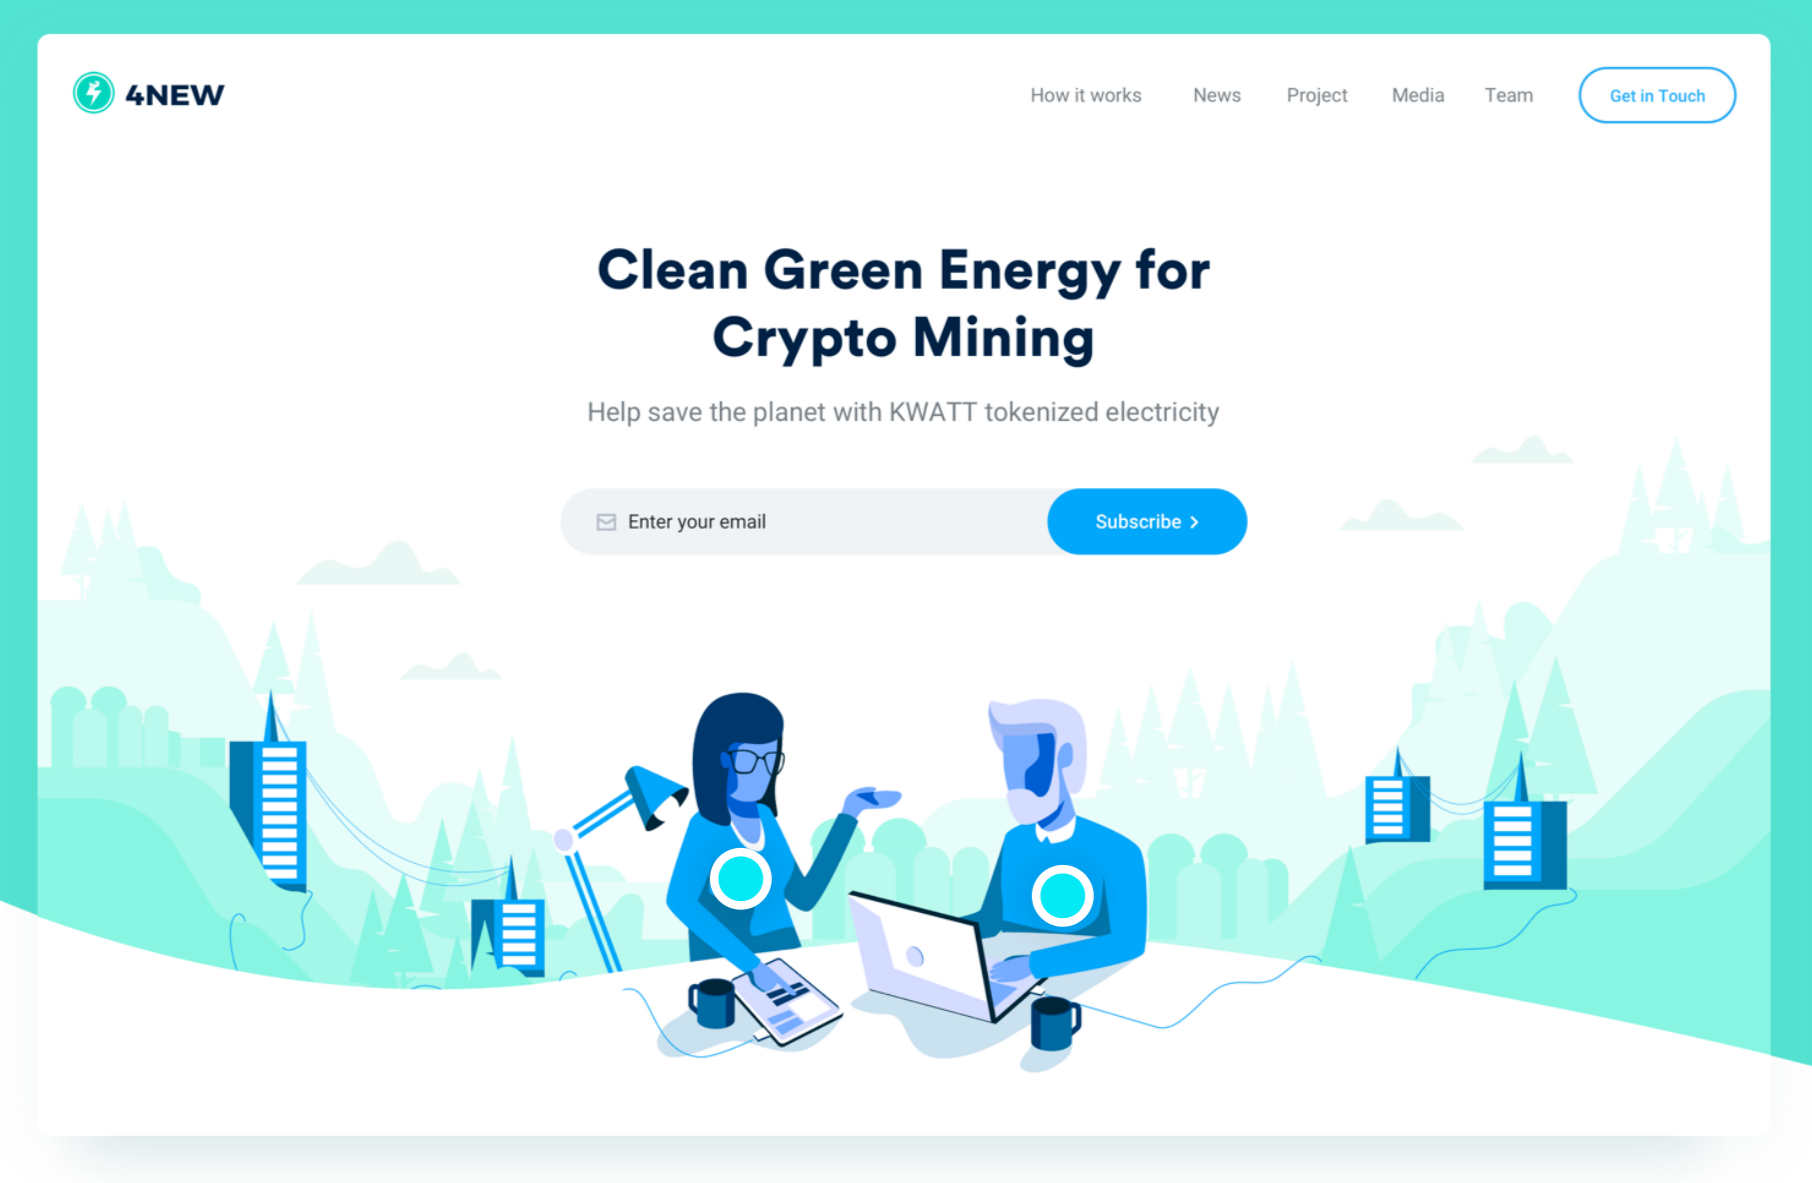 4NEW
How it works
News
Project
Media
Team
Get in Touch
Clean Green Energy for
Crypto Mining
Help save the planet with KWATT tokenized electricity
Enter your email
Subscribe